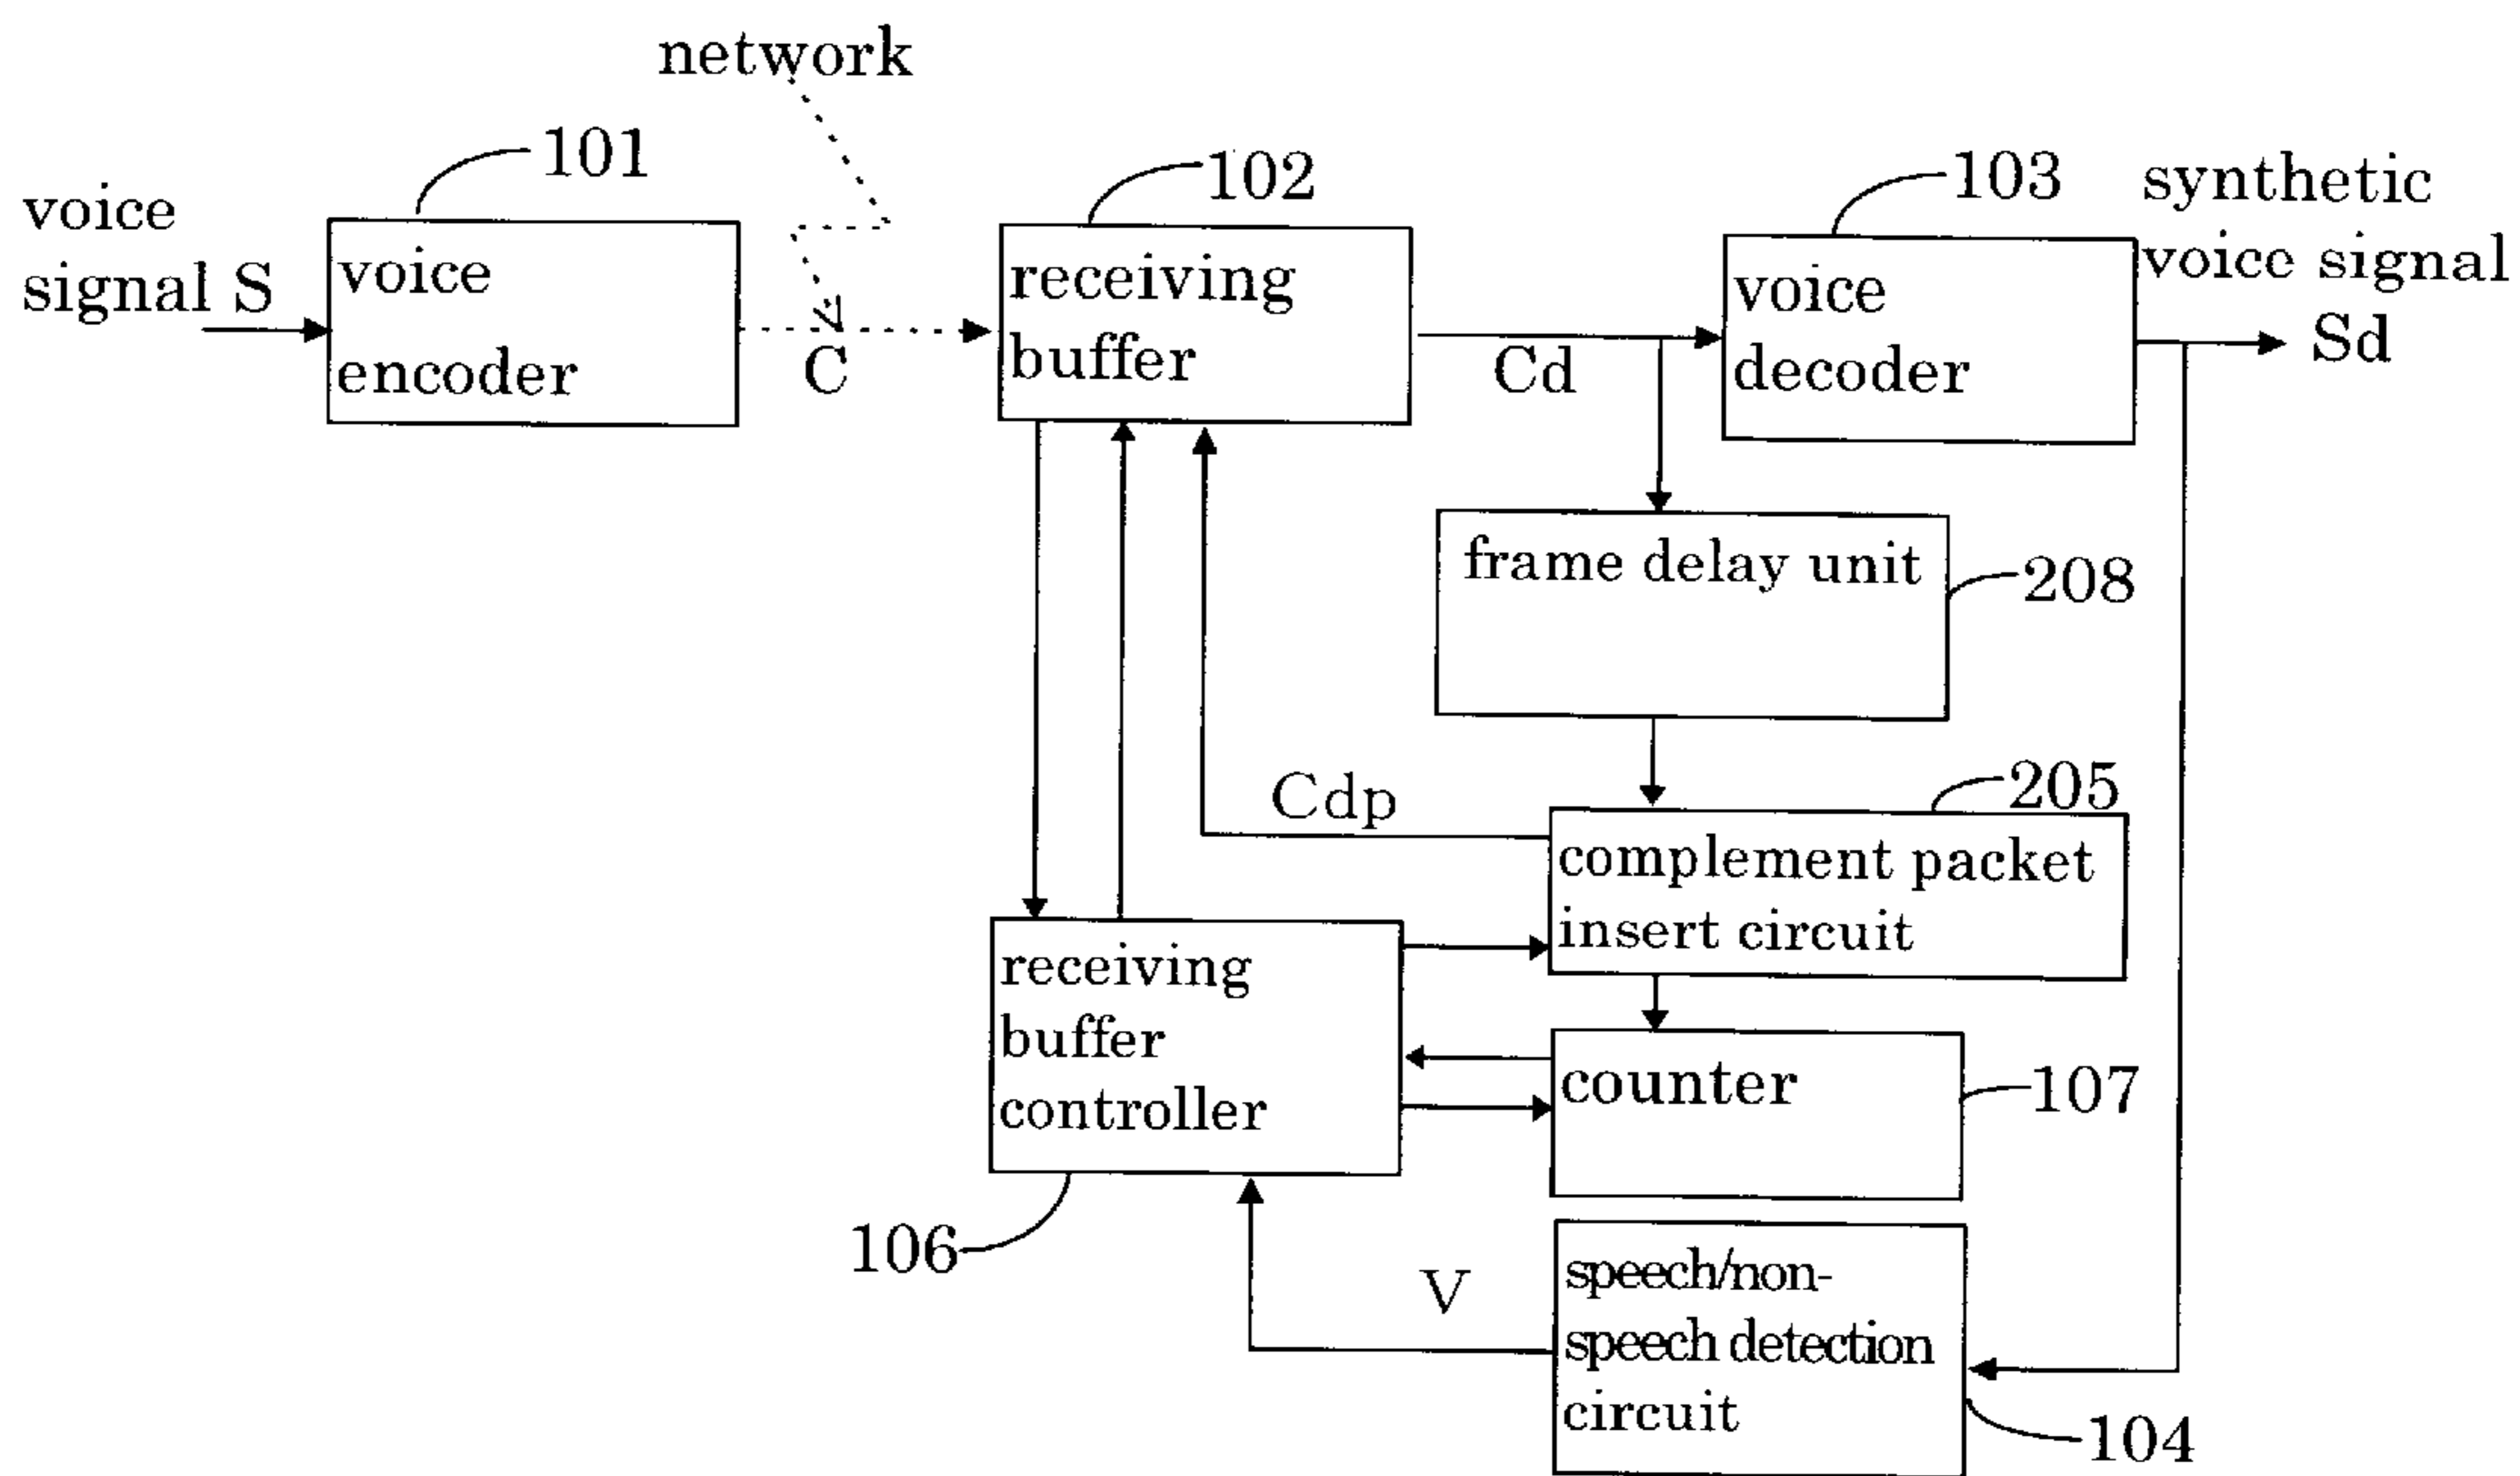 network
101
102
103
synthetic
voice signal
Sd
voice
signal S
voice
encoder
C
receiving
buffer
Cd
voice
decoder
frame delay unit
208
Cdp
205
complement packet
insert circuit
receiving
buffer
controller
counter
107
106
V
speech/non-
speech detection
circuit
104